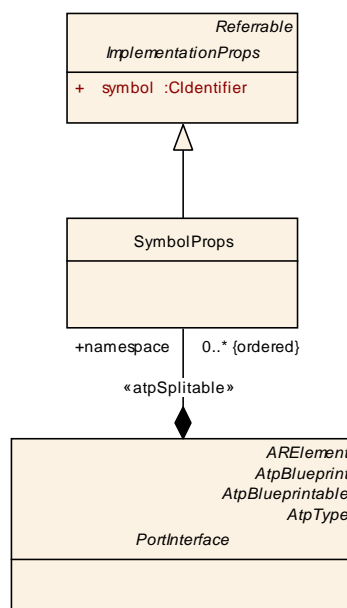 Referrable
ImplementationProps
+ symbol :CIdentifier
SymbolProps
+namespace 0..* {ordered}
«atpSplitable»
ARElement
AtpBlueprint
AtpBlueprintable
AtpType
PortInterface